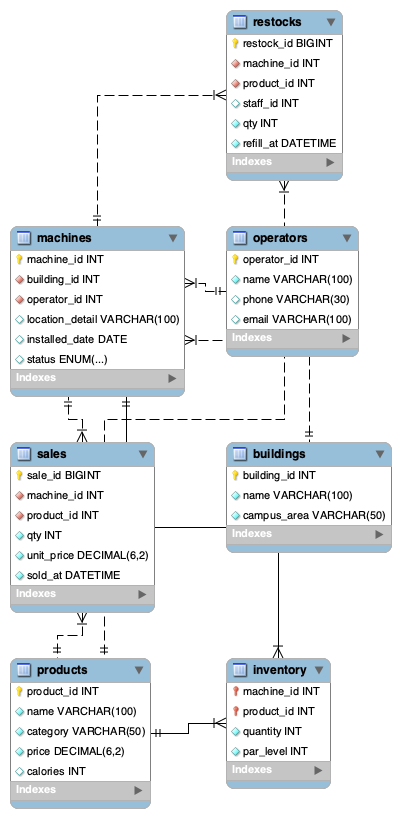 restocks
restock_id BIGINT
machine_id INT
product_id INT
staff_id INT
qty INT
refill_at DATETIME
Indexes
machines
machine_id INT
building_id INT
operator_id INT
location_detail VARCHAR(100)
installed_date DATE
status ENUM(...)
Indexes
operators
operator_id INT
name VARCHAR(100)
phone VARCHAR(30)
email VARCHAR(100)
Indexes
sales
sale_id BIGINT
machine_id INT
product_id INT
qty INT
unit_price DECIMAL(6,2)
sold_at DATETIME
Indexes
buildings
building_id INT
name VARCHAR(100)
campus_area VARCHAR(50)
Indexes
products
product_id INT
name VARCHAR(100)
category VARCHAR(50)
price DECIMAL(6,2)
calories INT
Indexes
inventory
machine_id INT
product_id INT
quantity INT
par_level INT
Indexes